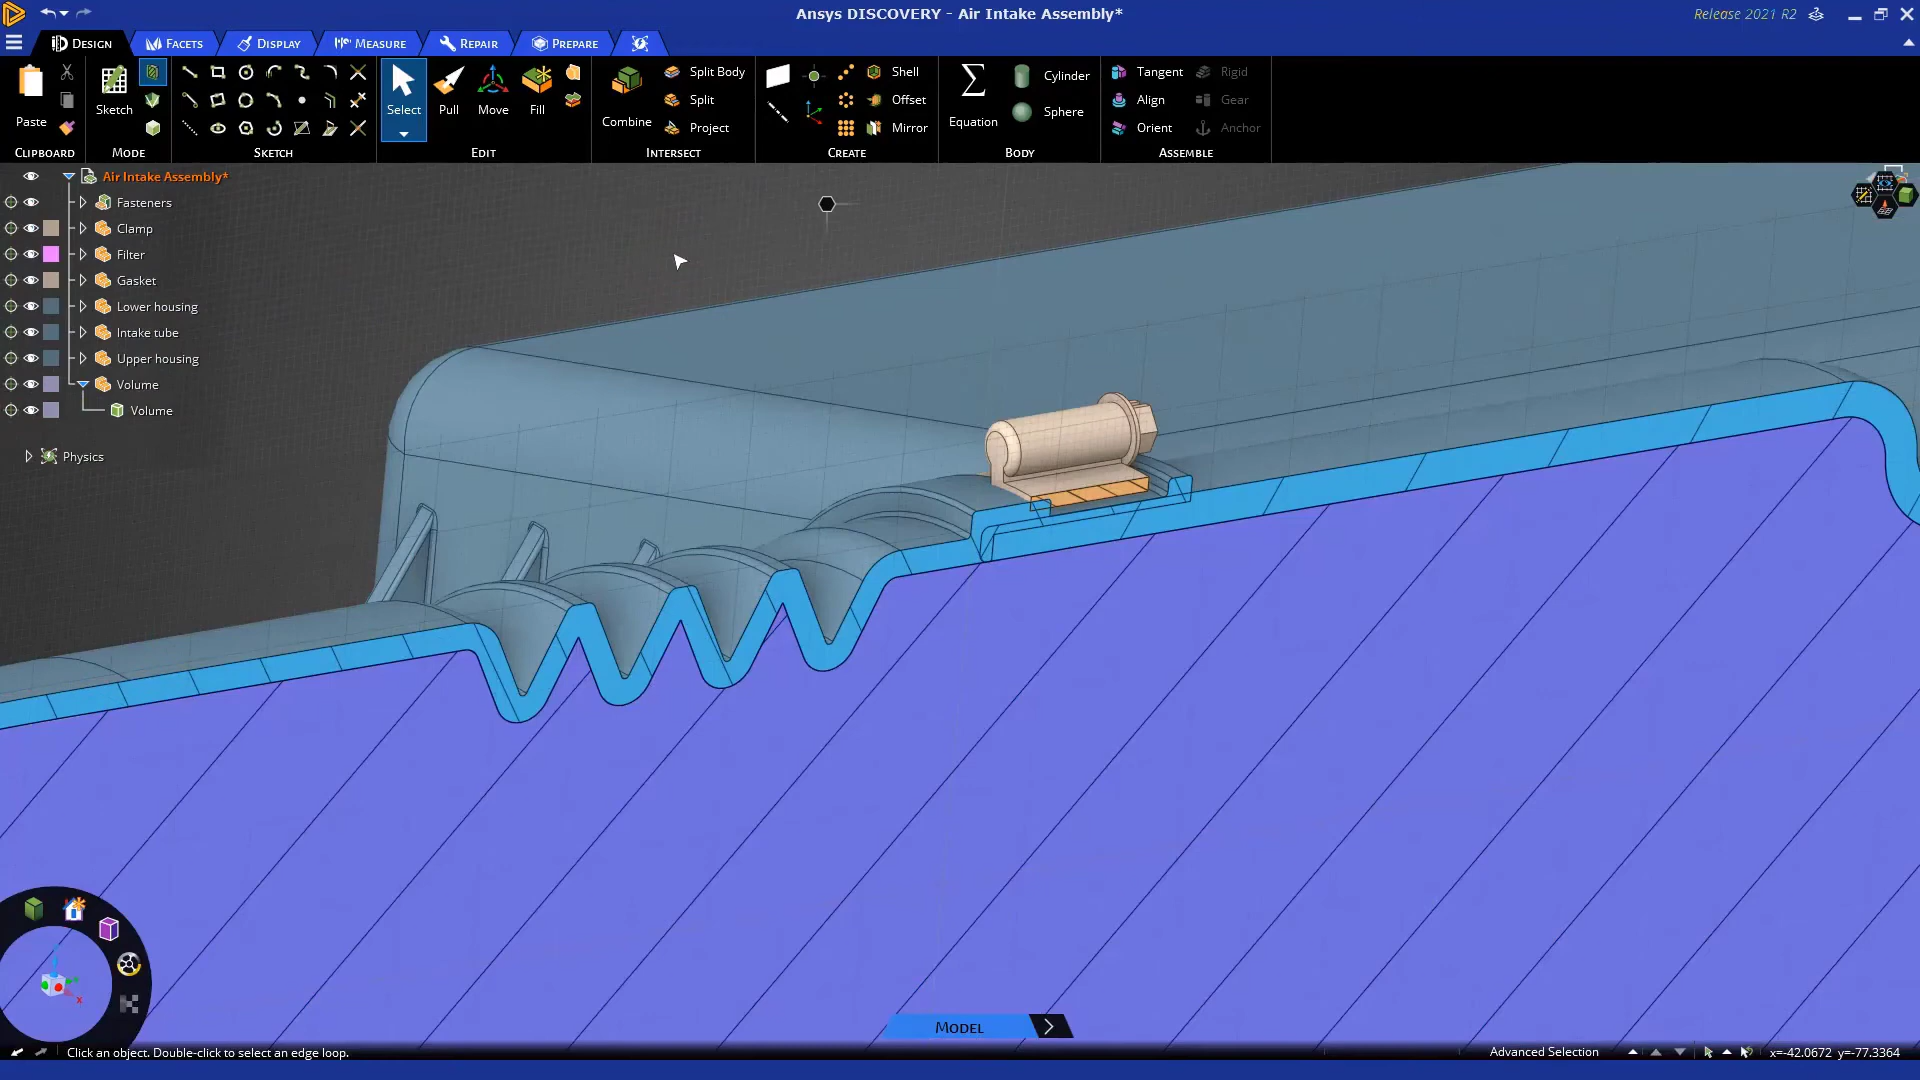 Ansys DISCOVERY - Air Intake Assembly*
Release 2021 R2
DESIGN
FACETS
DISPLAY
MEASURE
REPAIR
PREPARE
Paste
CLIPBOARD
Sketch
MODE
SKETCH
Select
Pull
Move
Fill
EDIT
Combine
Split Body
Split
Project
INTERSECT
Shell
Offset
Mirror
CREATE
Equation
Cylinder
Sphere
BODY
Tangent
Align
Orient
Rigid
Gear
Anchor
ASSEMBLE
Air Intake Assembly*
Fasteners
Clamp
Filter
Gasket
Lower housing
Intake tube
Upper housing
Volume
Volume
Physics
x
MODEL
Click an object. Double-click to select an edge loop.
Advanced Selection
x=-42.0672 y=-77.3364